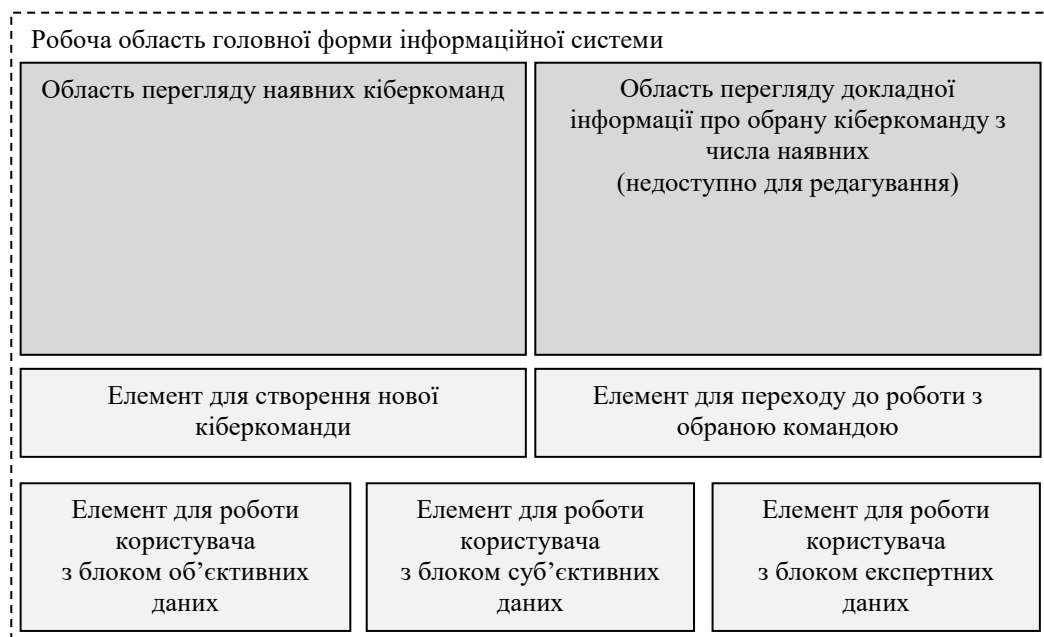 Робоча область головної форми інформаційної системи
Область перегляду наявних кіберкоманд
Область перегляду докладної
інформації про обрану кіберкоманду з
числа наявних
(недоступно для редагування)
Елемент для створення нової
кіберкоманди
Елемент для переходу до роботи з
обраною командою
Елемент для роботи
користувача
з блоком об’єктивних
даних
Елемент для роботи
користувача
з блоком суб’єктивних
даних
Елемент для роботи
користувача
з блоком експертних
даних